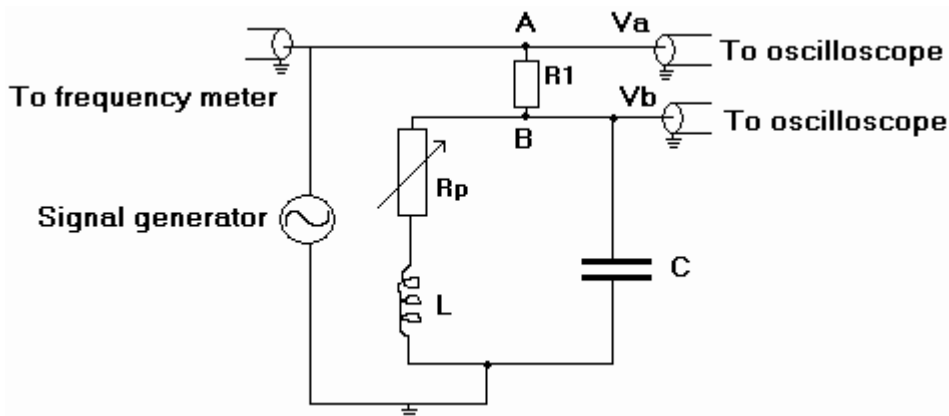 A
Va
To oscilloscope
R1
To frequency meter
Vb
To oscilloscope
B
Rp
Signal generator
C
L